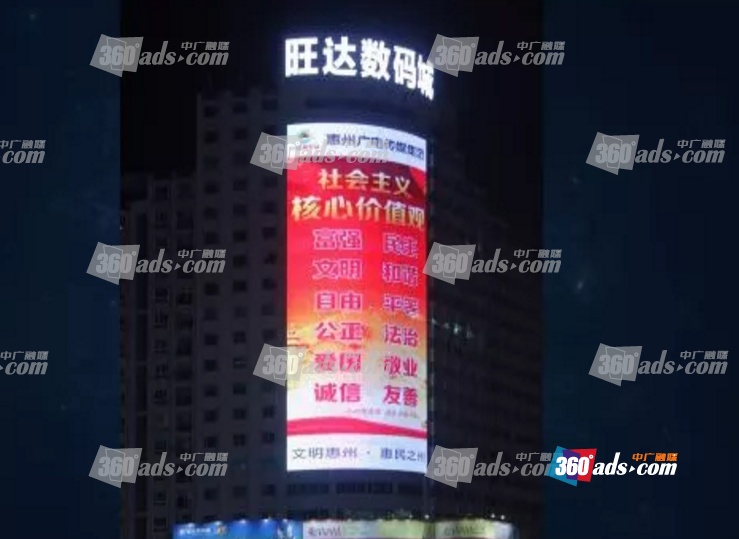 旺达数码城
惠州广电传媒集团
社会主义
核心价值观
富强 民主
文明 和谐
自由 平等
公正 法治
爱国 敬业
诚信 友善
文明惠州·惠民之州
中广融媒
360°ads.com